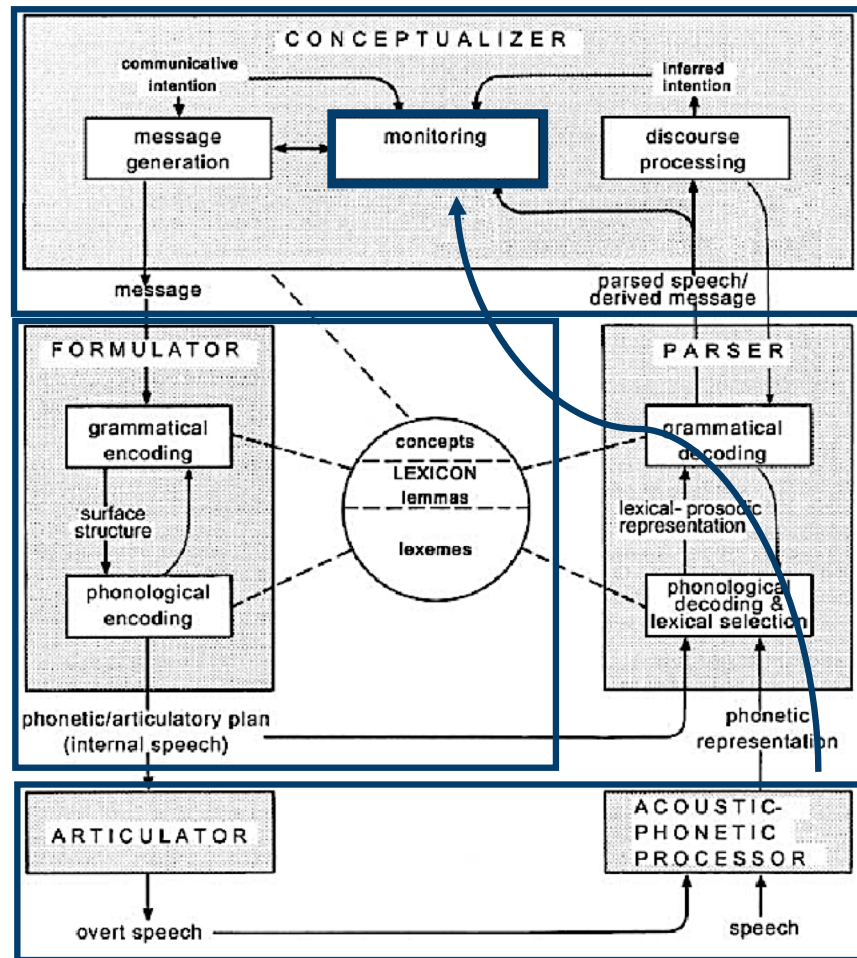 CONCEPTUALIZER
communicative
intention
inferred
intention
message
generation
monitoring
discourse
processing
message
parsed speech/
derived message
FORMULATOR
PARSER
grammatical
encoding
concepts
LEXICON
lemmas
lexemes
grammatical
decoding
surface
structure
lexical- prosodic
representation
phonological
encoding
phonological
decoding &
lexical selection
phonetic/articulatory plan
(internal speech)
phonetic
representation
ARTICULATOR
ACOUSTIC-
PHONETIC
PROCESSOR
overt speech
speech